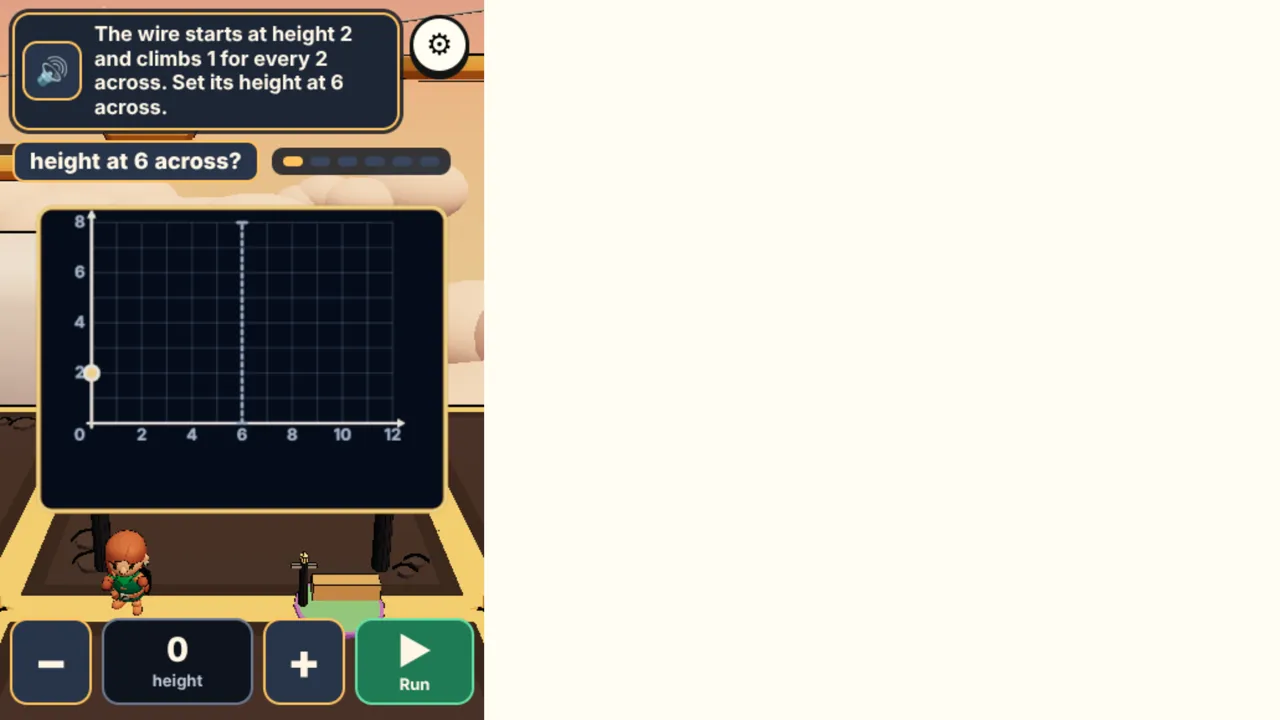 The wire starts at height 2
and climbs 1 for every 2
across. Set its height at 6
across.
height at 6 across?
8
6
4
2
0 2 4 6 8 10 12
0
height
Run